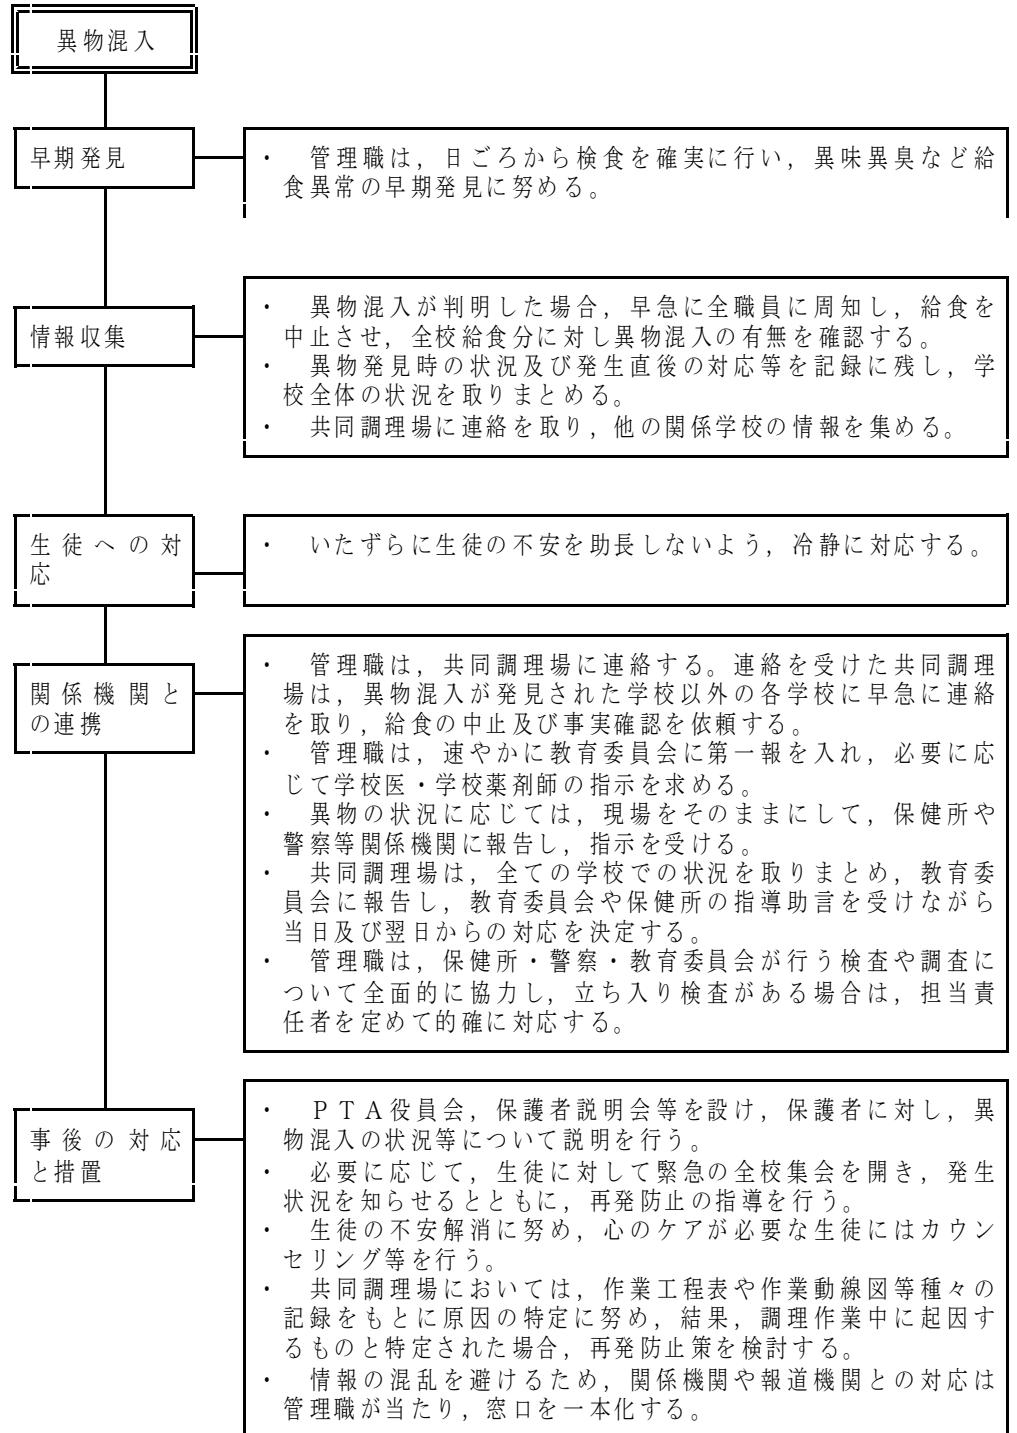 異物混入
早期発見
・　管理職は，日ごろから検食を確実に行い，異味異臭など給
食異常の早期発見に努める。
情報収集
・　異物混入が判明した場合，早急に全職員に周知し，給食を
中止させ，全校給食分に対し異物混入の有無を確認する。
・　異物発見時の状況及び発生直後の対応等を記録に残し，学
校全体の状況を取りまとめる。
・　共同調理場に連絡を取り，他の関係学校の情報を集める。
生徒への対
応
・　いたずらに生徒の不安を助長しないよう，冷静に対応する。
関係機関と
の連携
・　管理職は，共同調理場に連絡する。連絡を受けた共同調理
場は，異物混入が発見された学校以外の各学校に早急に連絡
を取り，給食の中止及び事実確認を依頼する。
・　管理職は，速やかに教育委員会に第一報を入れ，必要に応
じて学校医・学校薬剤師の指示を求める。
・　異物の状況に応じては，現場をそのままにして，保健所や
警察等関係機関に報告し，指示を受ける。
・　共同調理場は，全ての学校での状況を取りまとめ，教育委
員会に報告し，教育委員会や保健所の指導助言を受けながら
当日及び翌日からの対応を決定する。
・　管理職は，保健所・警察・教育委員会が行う検査や調査に
ついて全面的に協力し，立ち入り検査がある場合は，担当責
任者を定めて的確に対応する。
事後の対応
と措置
・　ＰＴＡ役員会，保護者説明会等を設け，保護者に対し，異
物混入の状況等について説明を行う。
・　必要に応じて，生徒に対して緊急の全校集会を開き，発生
状況を知らせるとともに，再発防止の指導を行う。
・　生徒の不安解消に努め，心のケアが必要な生徒にはカウン
セリング等を行う。
・　共同調理場においては，作業工程表や作業動線図等種々の
記録をもとに原因の特定に努め，結果，調理作業中に起因す
るものと特定された場合，再発防止策を検討する。
・　情報の混乱を避けるため，関係機関や報道機関との対応は
管理職が当たり，窓口を一本化する。